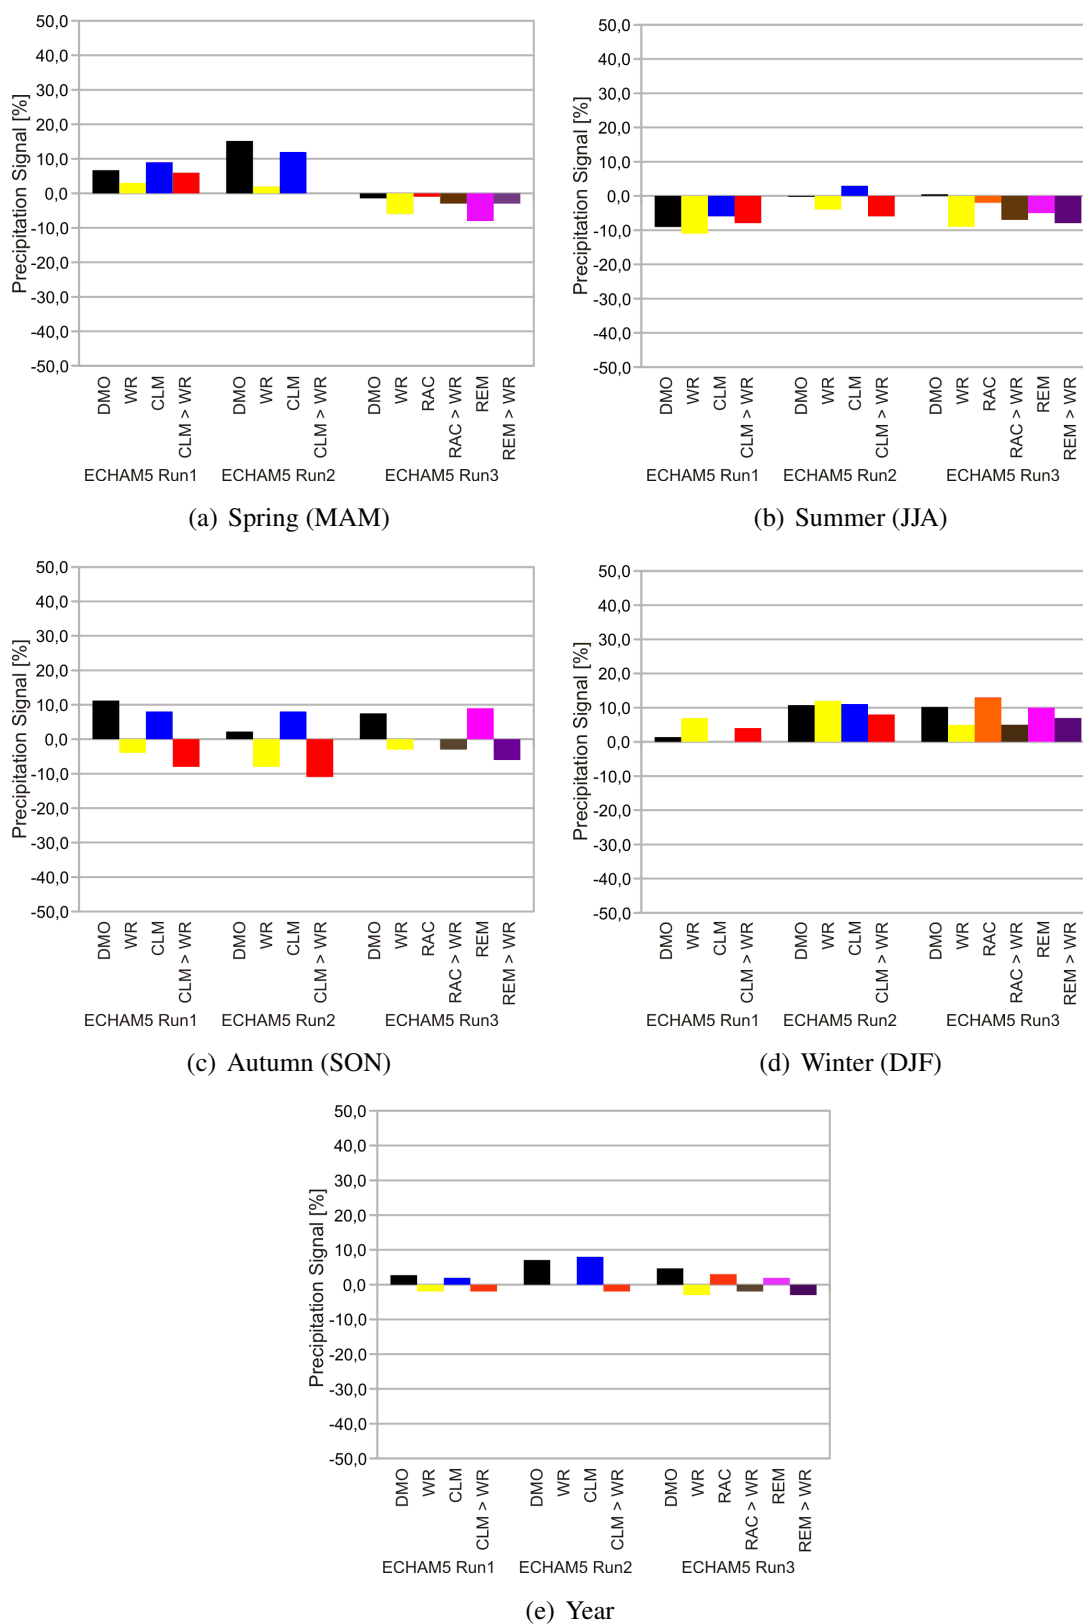 50,0
40,0
30,0
20,0
10,0
0,0
-10,0
-20,0
-30,0
-40,0
-50,0
Precipitation Signal [%]
DMO
WR
CLM
CLM > WR
DMO
WR
CLM
CLM > WR
DMO
WR
RAC
RAC > WR
REM
REM > WR
ECHAM5 Run1 ECHAM5 Run2 ECHAM5 Run3
(a) Spring (MAM)
50,0
40,0
30,0
20,0
10,0
0,0
-10,0
-20,0
-30,0
-40,0
-50,0
Precipitation Signal [%]
DMO
WR
CLM
CLM > WR
DMO
WR
CLM
CLM > WR
DMO
WR
RAC
RAC > WR
REM
REM > WR
ECHAM5 Run1 ECHAM5 Run2 ECHAM5 Run3
(b) Summer (JJA)
50,0
40,0
30,0
20,0
10,0
0,0
-10,0
-20,0
-30,0
-40,0
-50,0
Precipitation Signal [%]
DMO
WR
CLM
CLM > WR
DMO
WR
CLM
CLM > WR
DMO
WR
RAC
RAC > WR
REM
REM > WR
ECHAM5 Run1 ECHAM5 Run2 ECHAM5 Run3
(c) Autumn (SON)
50,0
40,0
30,0
20,0
10,0
0,0
-10,0
-20,0
-30,0
-40,0
-50,0
Precipitation Signal [%]
DMO
WR
CLM
CLM > WR
DMO
WR
CLM
CLM > WR
DMO
WR
RAC
RAC > WR
REM
REM > WR
ECHAM5 Run1 ECHAM5 Run2 ECHAM5 Run3
(d) Winter (DJF)
50,0
40,0
30,0
20,0
10,0
0,0
-10,0
-20,0
-30,0
-40,0
-50,0
Precipitation Signal [%]
DMO
WR
CLM
CLM > WR
DMO
WR
CLM
CLM > WR
DMO
WR
RAC
RAC > WR
REM
REM > WR
ECHAM5 Run1 ECHAM5 Run2 ECHAM5 Run3
(e) Year